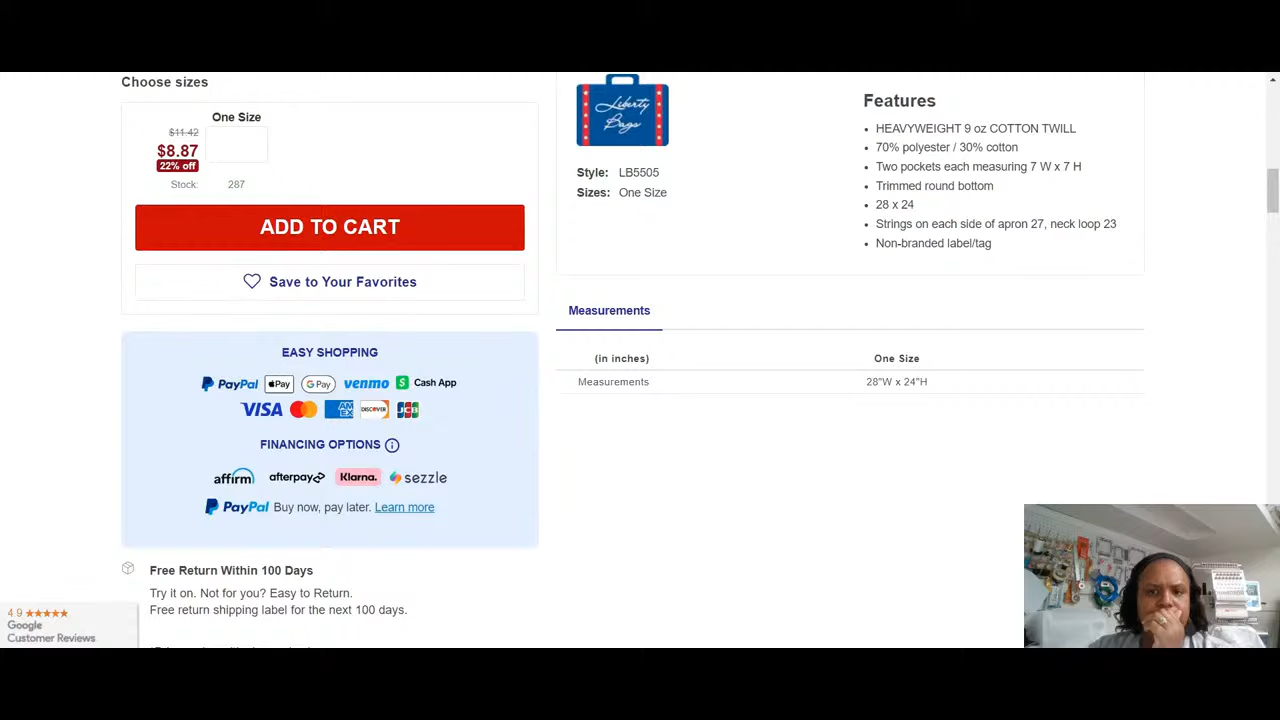 Choose sizes
One Size
$11.42
$8.87
22% off
Stock: 287
ADD TO CART
Save to Your Favorites
EASY SHOPPING
PayPal Pay G Pay venmo $ Cash App
VISA AM EX DISCOVER JCB
FINANCING OPTIONS
affirm afterpay Klarna. sezzle
PayPal Buy now, pay later. Learn more
Free Return Within 100 Days
Try it on. Not for you? Easy to Return.
Free return shipping label for the next 100 days.
4.9 ★★★★★
Google
Customer Reviews
Liberty
Bags
Style: LB5505
Sizes: One Size
Features
• HEAVYWEIGHT 9 oz COTTON TWILL
• 70% polyester / 30% cotton
• Two pockets each measuring 7 W x 7 H
• Trimmed round bottom
• 28 x 24
• Strings on each side of apron 27, neck loop 23
• Non-branded label/tag
Measurements
(in inches) One Size
Measurements 28"W x 24"H